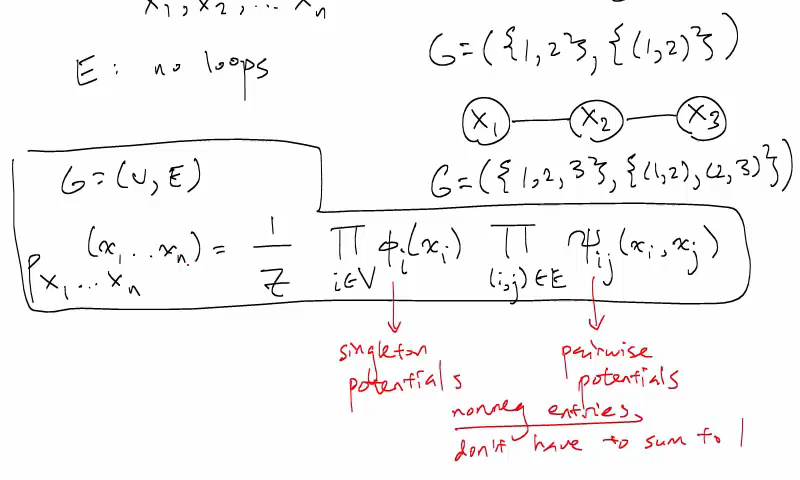 x₁, x₂, … xₙ
E: no loops
G = ({1, 2}, {(1,2)})
X₁ X₂ X₃
G = ({1, 2, 3}, {(1,2), (2,3)})
G = (V, E)
p_{X₁…Xₙ}(x₁…xₙ) = 1/Z ∏_{i∈V} ϕᵢ(xᵢ) ∏_{(i,j)∈E} ψᵢⱼ(xᵢ, xⱼ)
singleton
potentials
pairwise
potentials
nonneg entries,
don't have to sum to 1